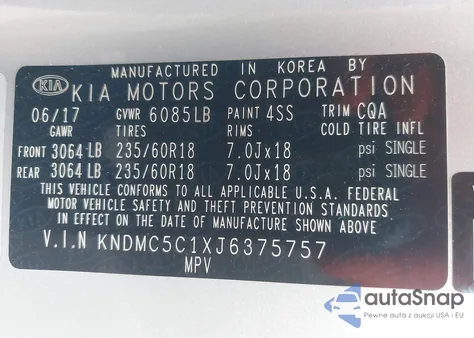 MANUFACTURED IN KOREA BY
KIA KIA MOTORS CORPORATION
06/17 GVWR 6085LB PAINT 4SS TRIM CQA
GAWR TIRES RIMS COLD TIRE INFL
FRONT 3064 LB 235/60R18 7.0Jx18 psi SINGLE
REAR 3064 LB 235/60R18 7.0Jx18 psi SINGLE
THIS VEHICLE CONFORMS TO ALL APPLICABLE U.S.A. FEDERAL
MOTOR VEHICLE SAFETY AND THEFT PREVENTION STANDARDS
IN EFFECT ON THE DATE OF MANUFACTURE SHOWN ABOVE.
V.I.N KNDMC5C1XJ6375757
MPV
autoSnap
Pewne auta z aukcji USA i EU